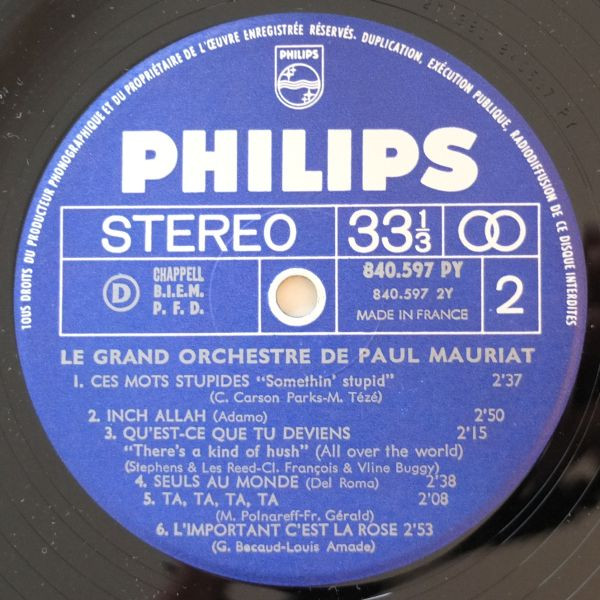 TOUS DROITS DU PRODUCTEUR PHONOGRAPHIQUE ET DU PROPRIÉTAIRE DE L'ŒUVRE ENREGISTRÉE RÉSERVÉS. DUPLICATION, EXÉCUTION PUBLIQUE, RADIODIFFUSION DE CE DISQUE INTERDITES
PHILIPS
PHILIPS
STEREO 33 1/3
D
CHAPPELL
B.I.E.M.
P. F. D.
840.597 PY
840.597 2Y
MADE IN FRANCE
2
LE GRAND ORCHESTRE DE PAUL MAURIAT
1. CES MOTS STUPIDES "Somethin' stupid" 2'37
(C. Carson Parks-M. Tézé)
2. INCH ALLAH (Adamo) 2'50
3. QU'EST-CE QUE TU DEVIENS 2'15
"There's a kind of hush" (All over the world)
(Stephens & Les Reed-Cl. François & Vline Buggy)
4. SEULS AU MONDE (Del Roma) 2'38
5. TA, TA, TA, TA 2'08
(M. Polnareff-Fr. Gérald)
6. L'IMPORTANT C'EST LA ROSE 2'53
(G. Becaud-Louis Amade)